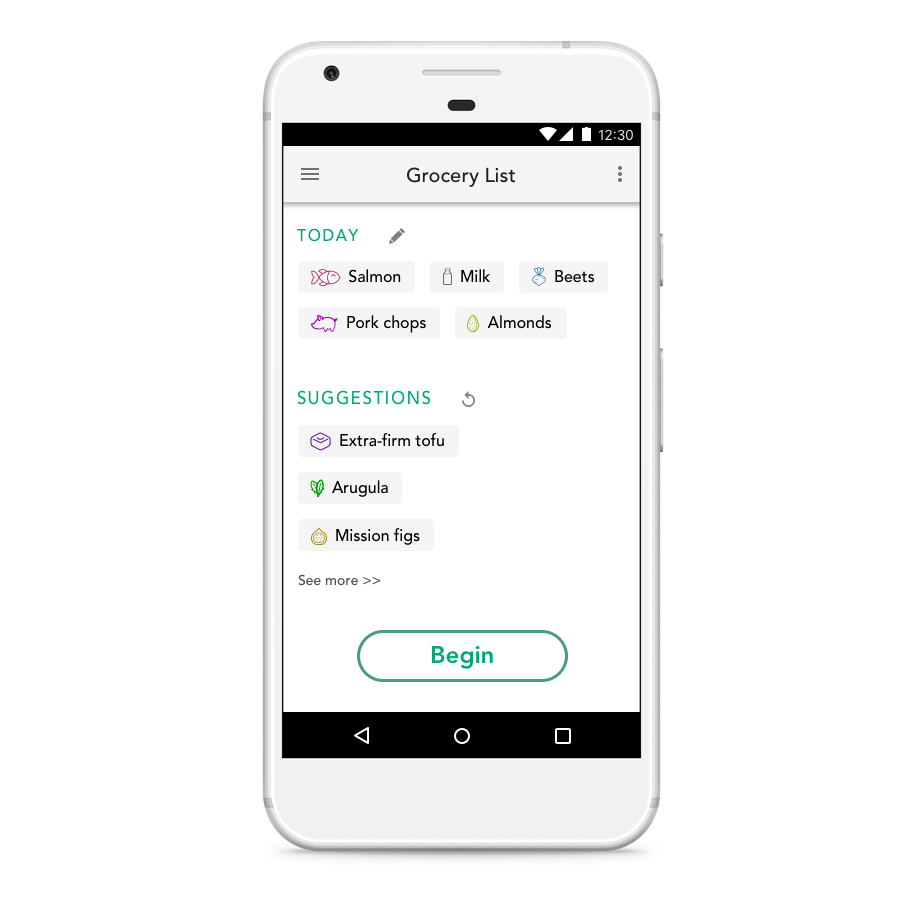 12:30
Grocery List
TODAY
Salmon Milk Beets
Pork chops Almonds
SUGGESTIONS
Extra-firm tofu
Arugula
Mission figs
See more >>
Begin